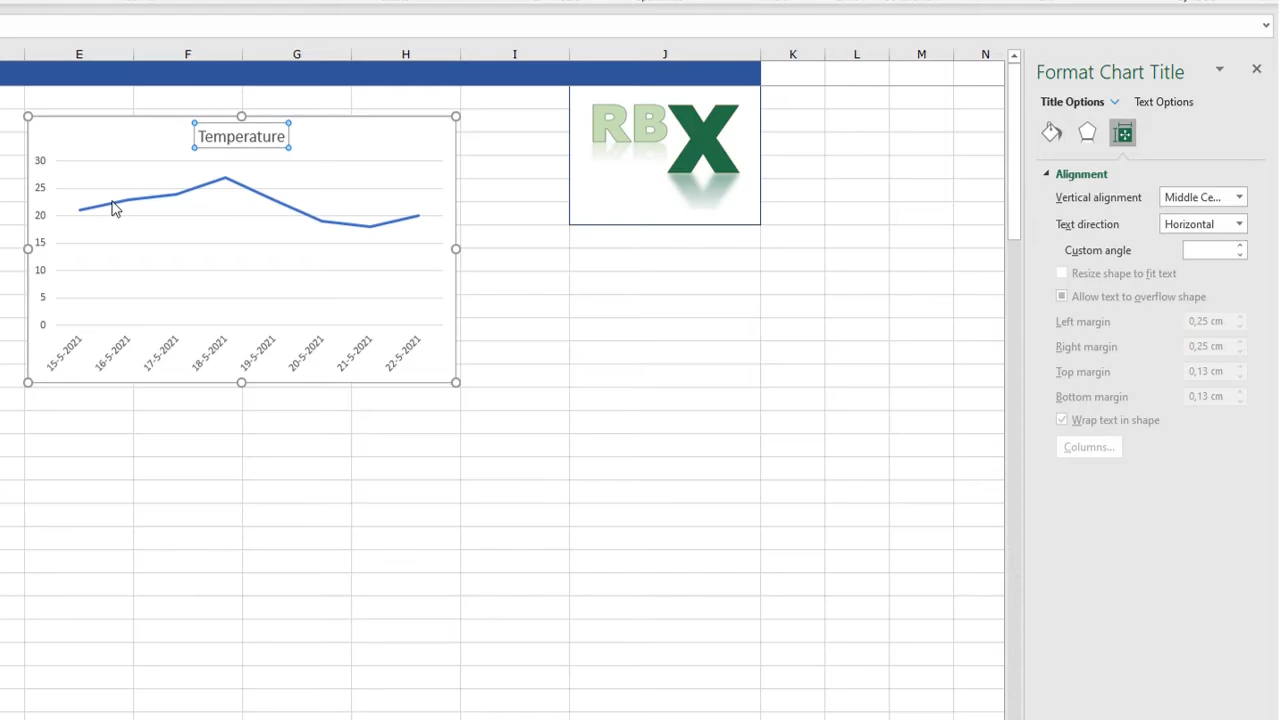 E F G H I J K L M N
Format Chart Title
Title Options Text Options
Temperature
RBX
30
25
20
15
10
5
0
15-5-2021 16-5-2021 17-5-2021 18-5-2021 19-5-2021 20-5-2021 21-5-2021 22-5-2021
Alignment
Vertical alignment Middle Ce...
Text direction Horizontal
Custom angle
Resize shape to fit text
Allow text to overflow shape
Left margin 0,25 cm
Right margin 0,25 cm
Top margin 0,13 cm
Bottom margin 0,13 cm
Wrap text in shape
Columns...